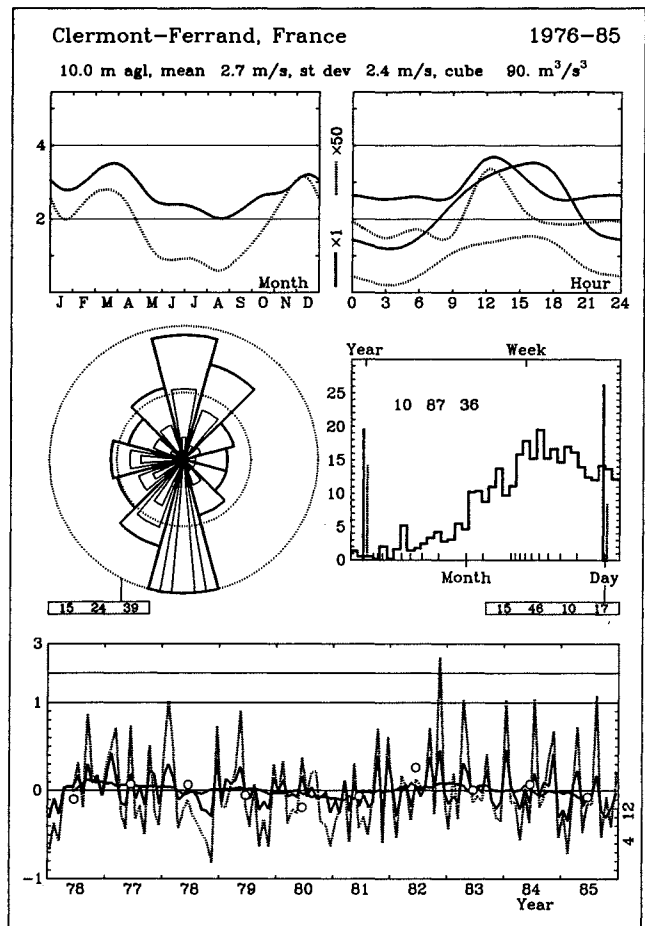 Clermont-Ferrand, France 1976-85
10.0 m agl, mean 2.7 m/s, st dev 2.4 m/s, cube 90. m³/s³
4
2
×50
×1
Month
Hour
J F M A M J J A S O N D
0 3 6 9 12 15 18 21 24
Year Week
25
20
15
10
5
0
10 87 36
Month Day
15 24 39
15 46 10 17
3
1
0
-1
4 12
78 77 78 79 80 81 82 83 84 85
Year